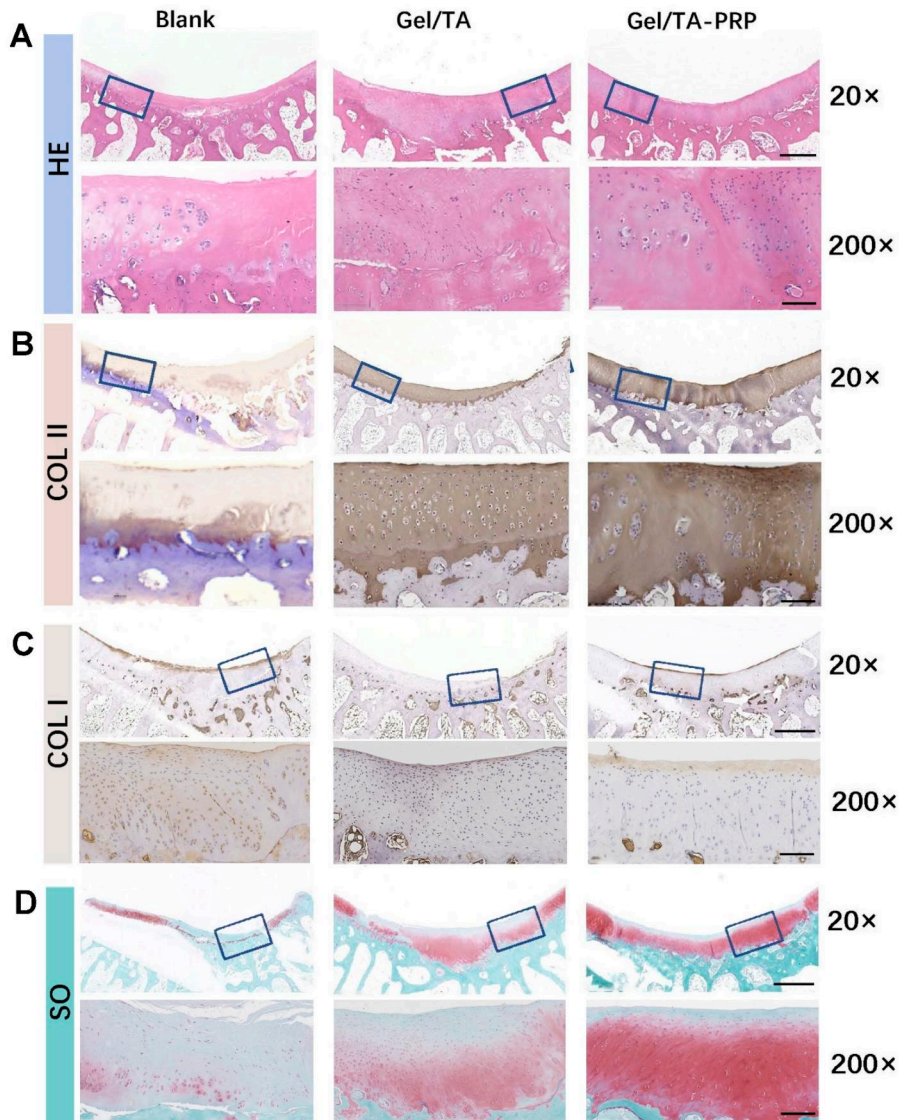 Blank Gel/TA Gel/TA-PRP
A
HE
20×
200×
B
COL II
20×
200×
C
COL I
20×
200×
D
SO
20×
200×